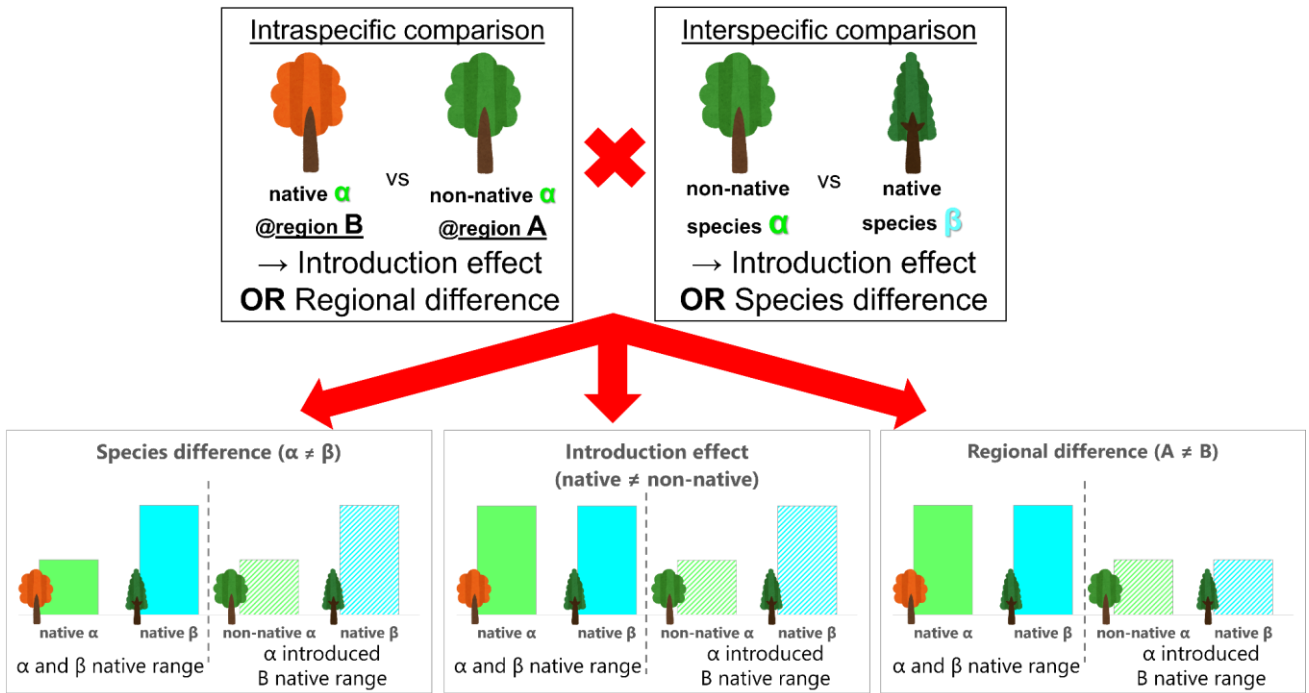 Intraspecific comparison
native α
vs
non-native α
@region B
@region A
→ Introduction effect
OR Regional difference
Interspecific comparison
non-native
vs
native
species α
species β
→ Introduction effect
OR Species difference
Species difference (α ≠ β)
native α
native β
non-native α
native β
α and β native range
α introduced
B native range
Introduction effect
(native ≠ non-native)
native α
native β
non-native α
native β
α and β native range
α introduced
B native range
Regional difference (A ≠ B)
native α
native β
non-native α
native β
α and β native range
α introduced
B native range